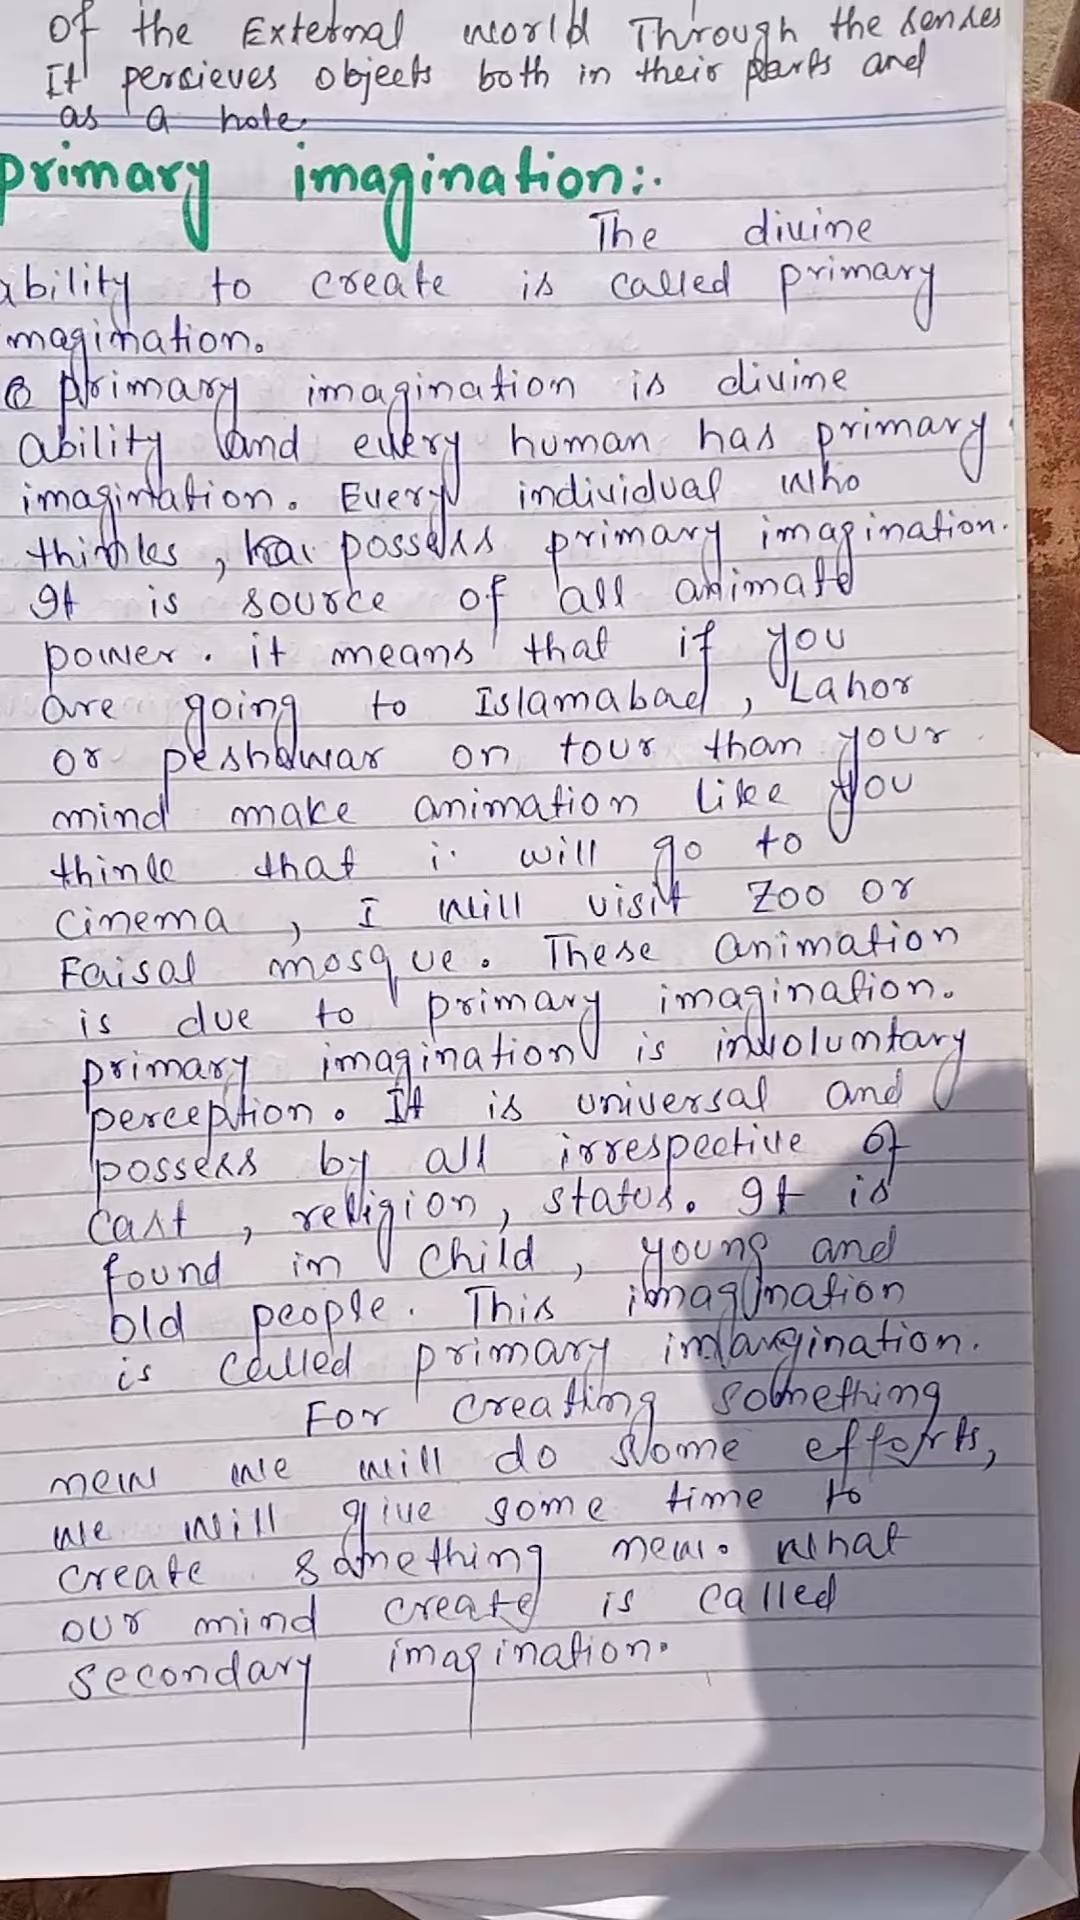 of the External world Through the senses
It persieves objects both in their parts and
as a hole.
primary imagination:.
The divine
ability to create is called primary
imagination.
primary imagination is divine
ability and every human has primary
imagination. Every individual who
thinks, possess primary imagination.
It is source of all animate
power. it means that if you
are going to Islamabad, Lahor
or peshawar on tour than your
mind make animation like you
think that i will go to
cinema, I will visit zoo or
Faisal mosque. These animation
is due to primary imagination.
primary imagination is involuntary
perception. It is universal and
possess by all irrespective of
cast, religion, status. It is
found in child, young and
old people. This imagination
is called primary imagination.
For creating something
new we will do some efforts,
we will give some time to
create something new. what
our mind create is called
secondary imagination.